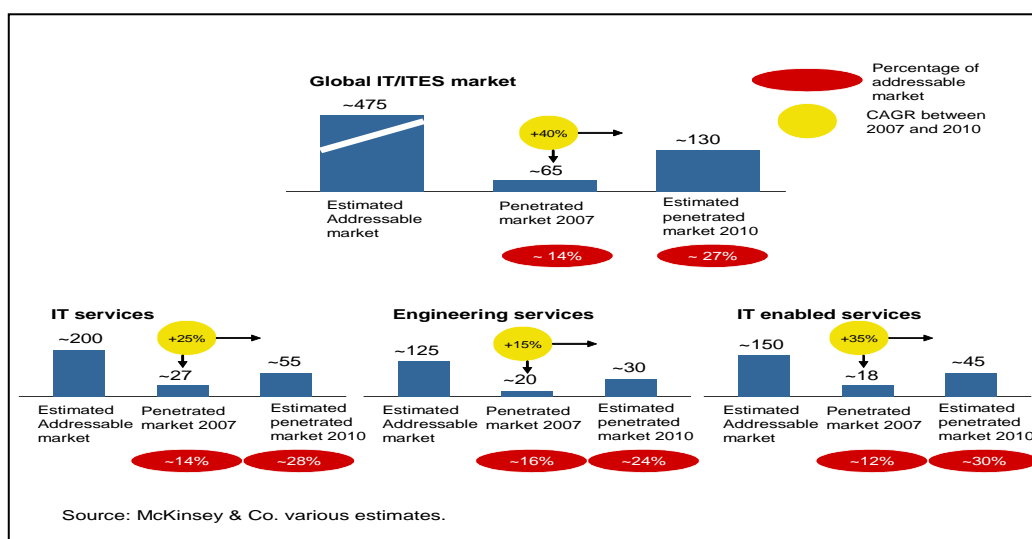 Global IT/ITES market
Percentage of
addressable
market
CAGR between
2007 and 2010
~475
+40%
~65
~130
Estimated
Addressable
market
Penetrated
market 2007
Estimated
penetrated
market 2010
~ 14%
~ 27%
IT services
~200
+25%
~27
~55
Estimated
Addressable
market
Penetrated
market 2007
Estimated
penetrated
market 2010
~14%
~28%
Engineering services
~125
+15%
~20
~30
Estimated
Addressable
market
Penetrated
market 2007
Estimated
penetrated
market 2010
~16%
~24%
IT enabled services
~150
+35%
~18
~45
Estimated
Addressable
market
Penetrated
market 2007
Estimated
penetrated
market 2010
~12%
~30%
Source: McKinsey & Co. various estimates.